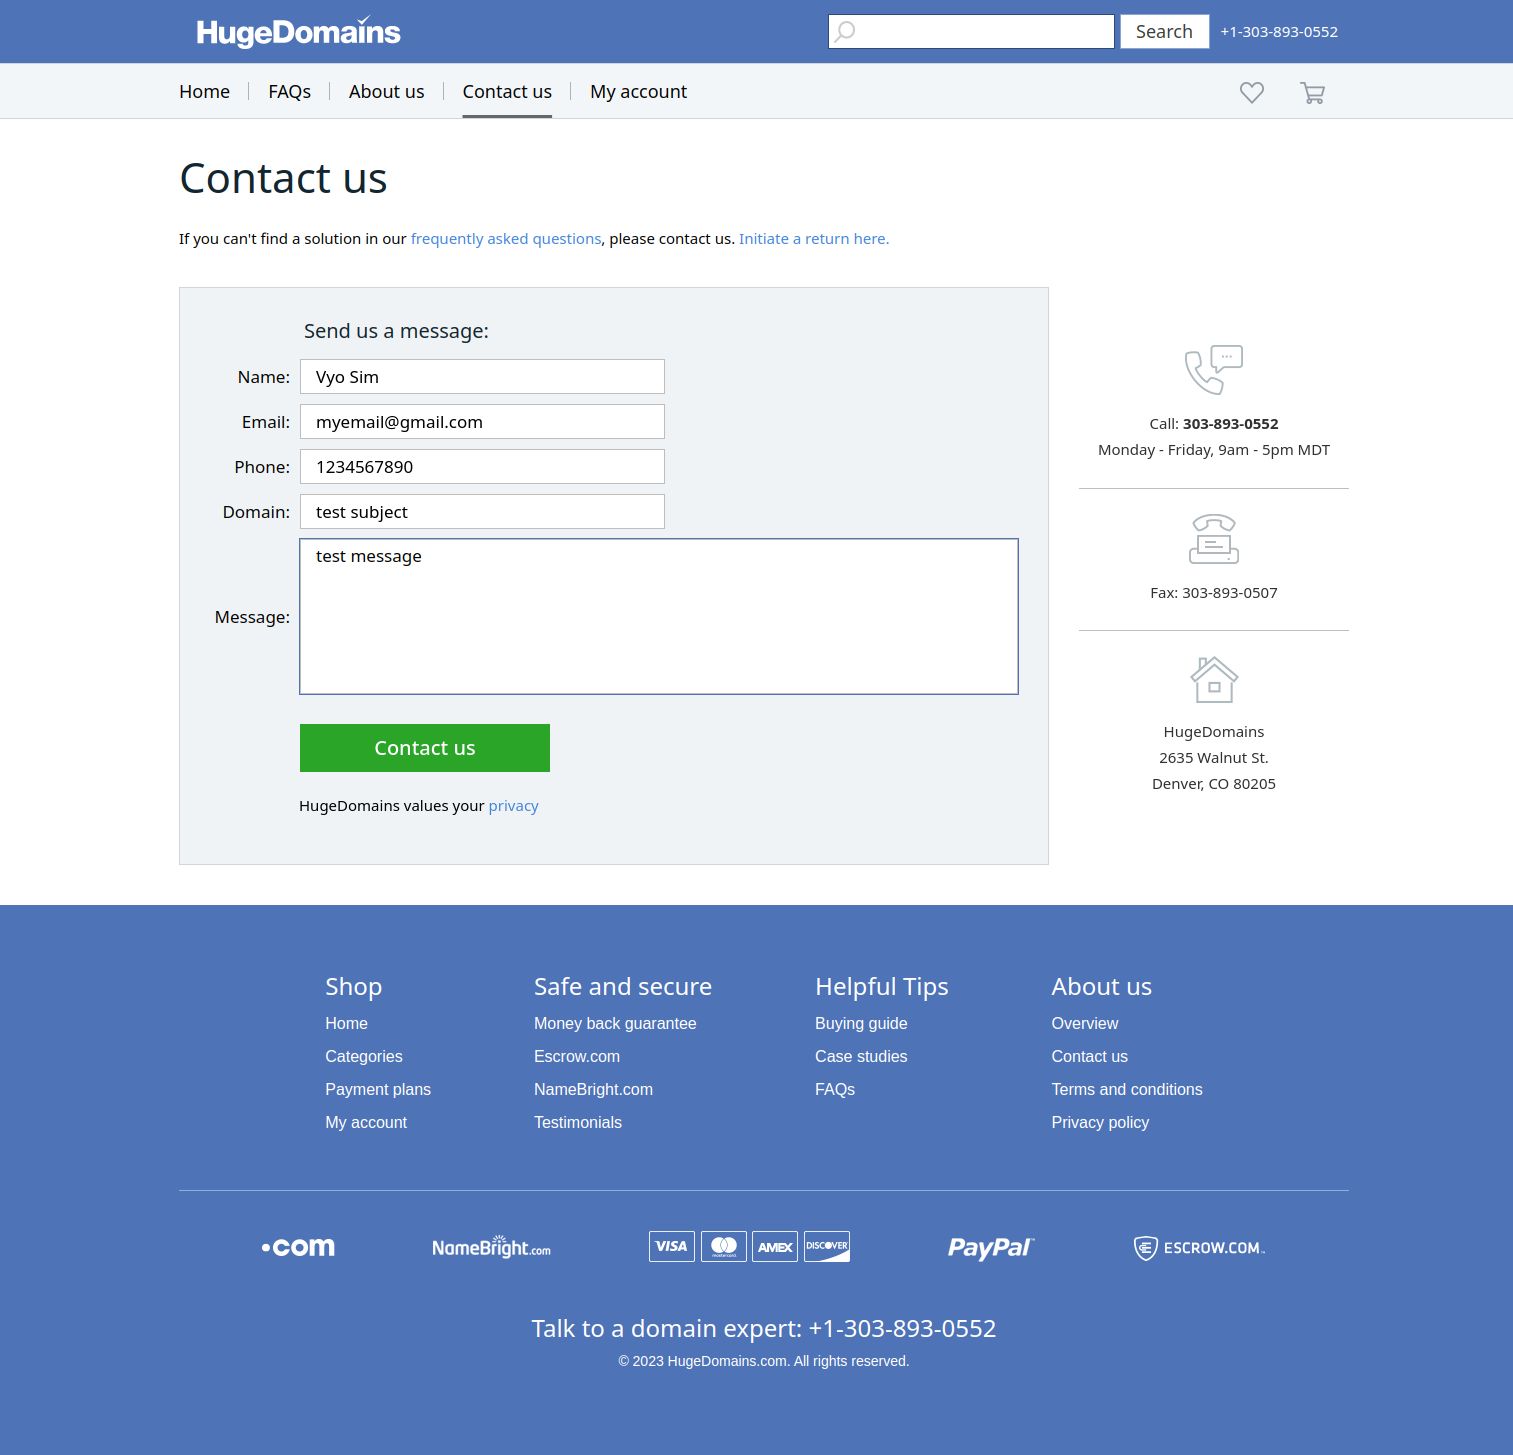 HugeDomains
Search
+1-303-893-0552
Home
FAQs
About us
Contact us
My account
Contact us
If you can't find a solution in our frequently asked questions, please contact us. Initiate a return here.
Send us a message:
Name: Vyo Sim
Email: myemail@gmail.com
Phone: 1234567890
Domain: test subject
Message: test message
Contact us
HugeDomains values your privacy
Call: 303-893-0552
Monday - Friday, 9am - 5pm MDT
Fax: 303-893-0507
HugeDomains
2635 Walnut St.
Denver, CO 80205
Shop
Home
Categories
Payment plans
My account
Safe and secure
Money back guarantee
Escrow.com
NameBright.com
Testimonials
Helpful Tips
Buying guide
Case studies
FAQs
About us
Overview
Contact us
Terms and conditions
Privacy policy
.com
NameBright.com
VISA
mastercard.
AMEX
DISCOVER
PayPal™
ESCROW.COM™
Talk to a domain expert: +1-303-893-0552
© 2023 HugeDomains.com. All rights reserved.